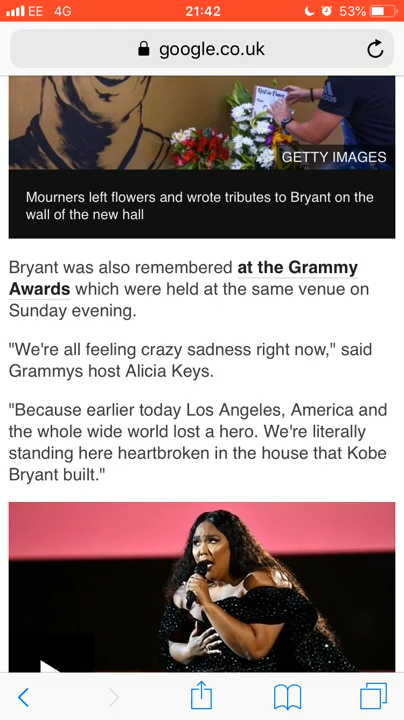 EE 4G 21:42 53%
google.co.uk
Rest in Peace
adidas
GETTY IMAGES
Mourners left flowers and wrote tributes to Bryant on the
wall of the new hall
Bryant was also remembered at the Grammy
Awards which were held at the same venue on
Sunday evening.
"We're all feeling crazy sadness right now," said
Grammys host Alicia Keys.
"Because earlier today Los Angeles, America and
the whole wide world lost a hero. We're literally
standing here heartbroken in the house that Kobe
Bryant built."